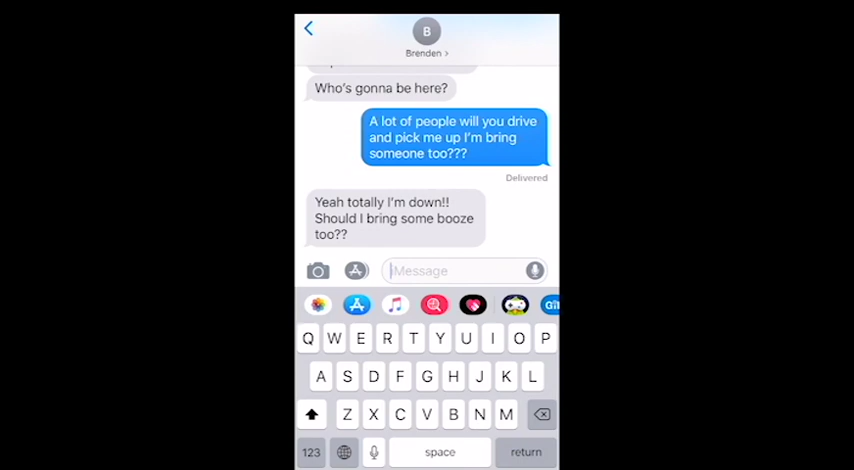 B
Brenden >
Who's gonna be here?
A lot of people will you drive
and pick me up I'm bring
someone too???
Delivered
Yeah totally I'm down!!
Should I bring some booze
too??
iMessage
Q W E R T Y U I O P
A S D F G H J K L
Z X C V B N M
123 space return